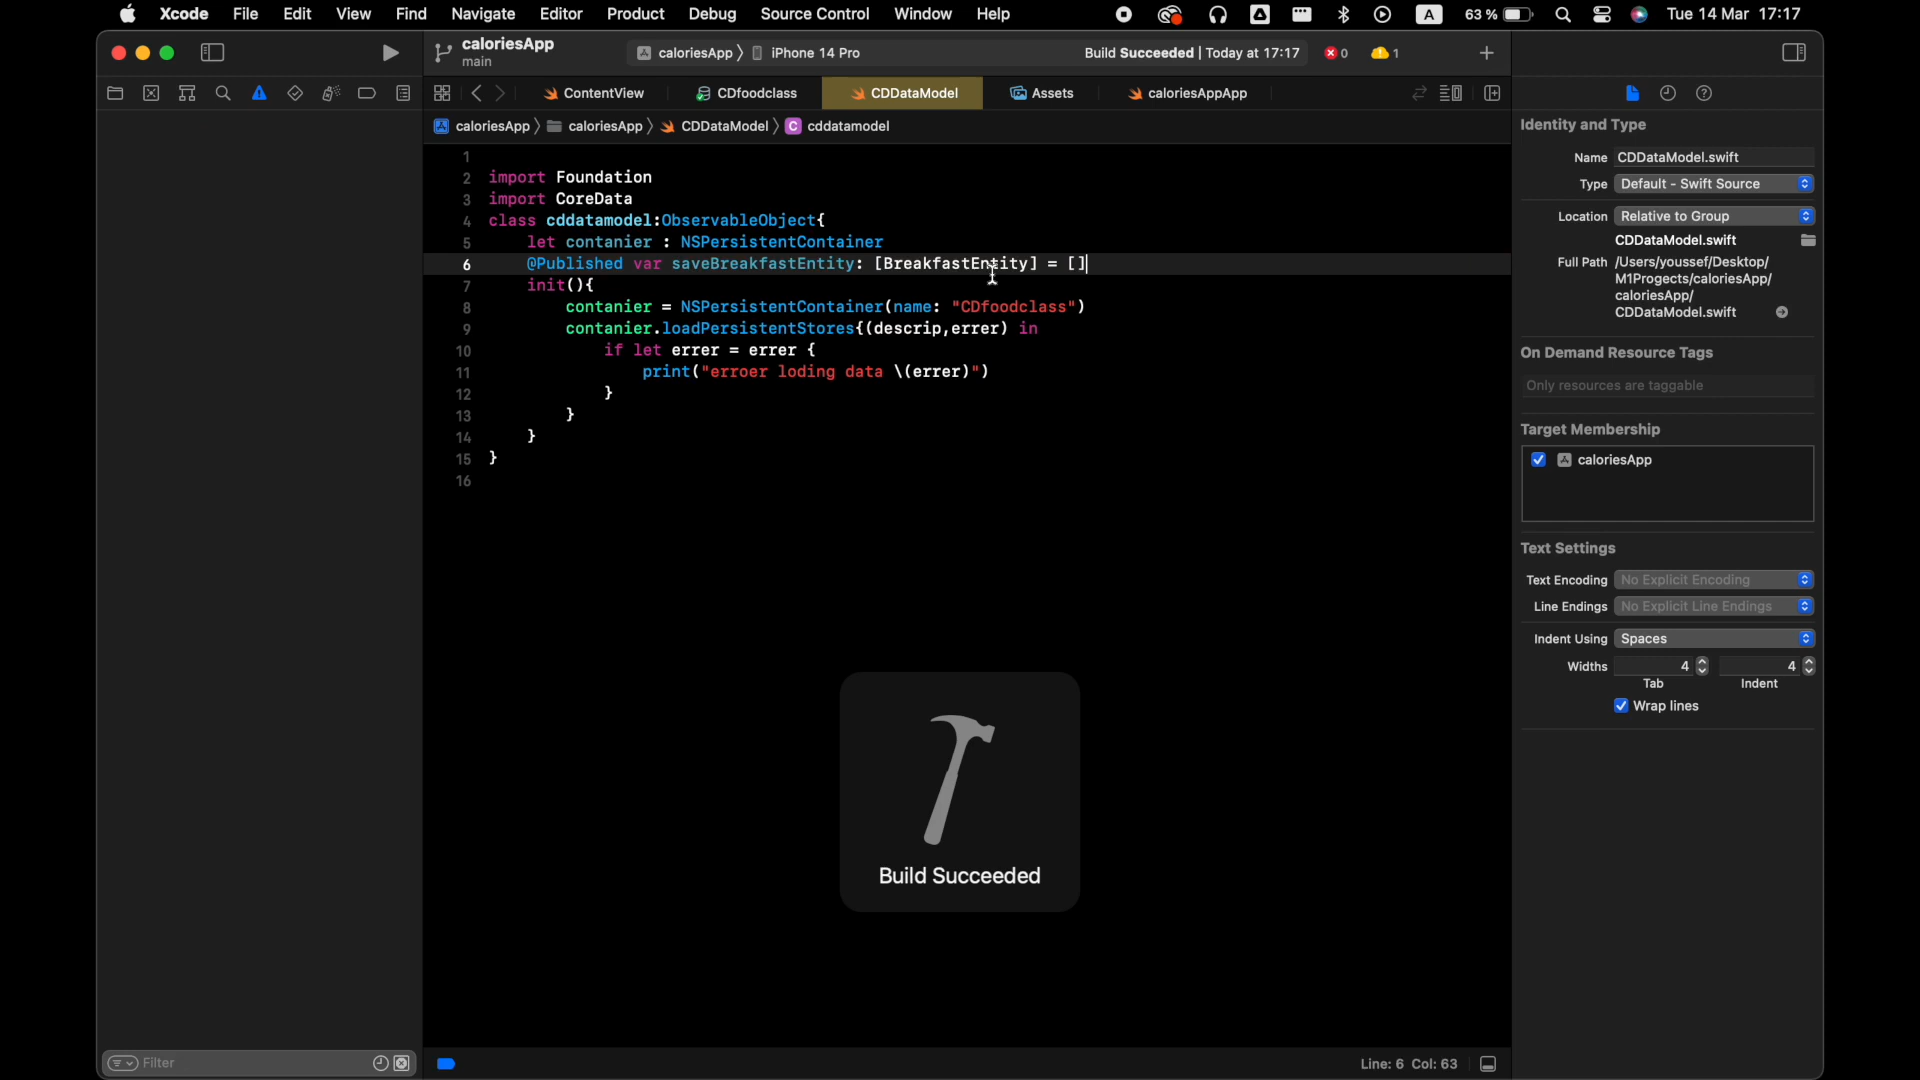 Xcode File Edit View Find Navigate Editor Product Debug Source Control Window Help A 63 % Tue 14 Mar 17:17
caloriesApp
main
caloriesApp iPhone 14 Pro Build Succeeded | Today at 17:17 0 1
ContentView CDfoodclass CDDataModel Assets caloriesAppApp
caloriesApp caloriesApp CDDataModel C cddatamodel
1
2 import Foundation
3 import CoreData
4 class cddatamodel:ObservableObject{
5 let contanier : NSPersistentContainer
6 @Published var saveBreakfastEntity: [BreakfastEntity] = []
7 init(){
8 contanier = NSPersistentContainer(name: "CDfoodclass")
9 contanier.loadPersistentStores{(descrip,errer) in
10 if let errer = errer {
11 print("erroer loding data \(errer)")
12 }
13 }
14 }
15 }
16
Build Succeeded
Filter
Line: 6 Col: 63
Identity and Type
Name CDDataModel.swift
Type Default - Swift Source
Location Relative to Group
CDDataModel.swift
Full Path /Users/youssef/Desktop/
M1Progects/caloriesApp/
caloriesApp/
CDDataModel.swift
On Demand Resource Tags
Only resources are taggable
Target Membership
caloriesApp
Text Settings
Text Encoding No Explicit Encoding
Line Endings No Explicit Line Endings
Indent Using Spaces
Widths 4 4
Tab Indent
Wrap lines